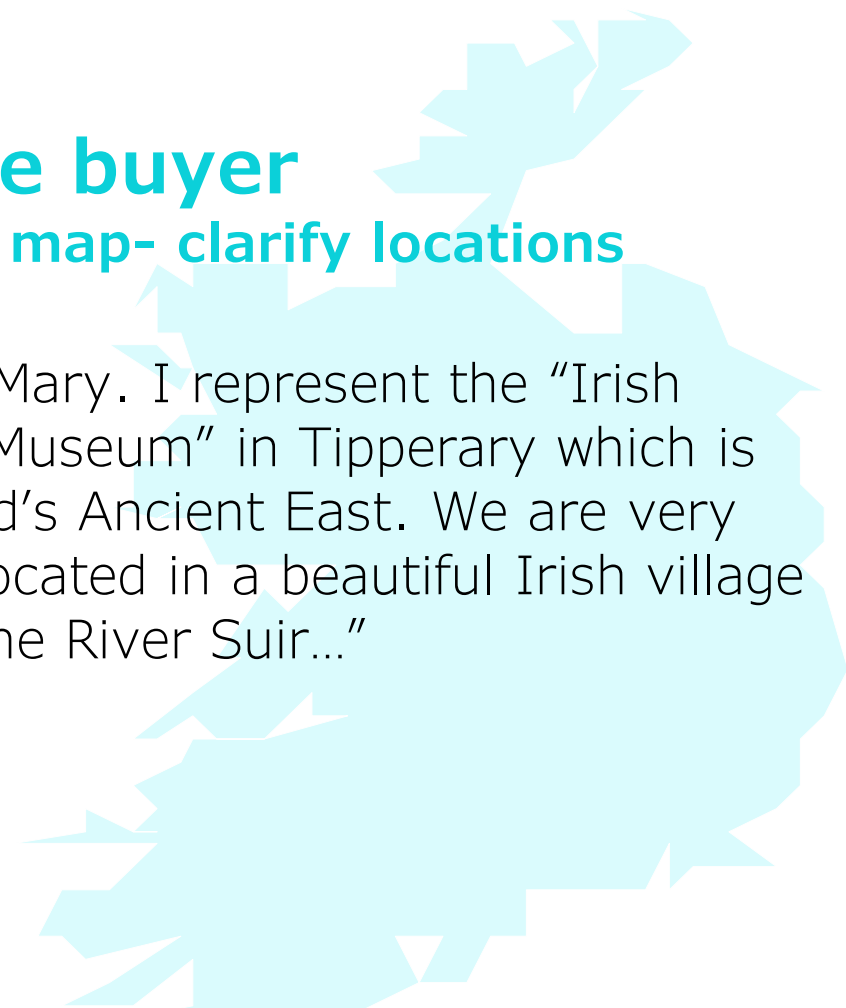 e buyer
map- clarify locations
Mary. I represent the “Irish
Museum” in Tipperary which is
d’s Ancient East. We are very
ocated in a beautiful Irish village
he River Suir…”